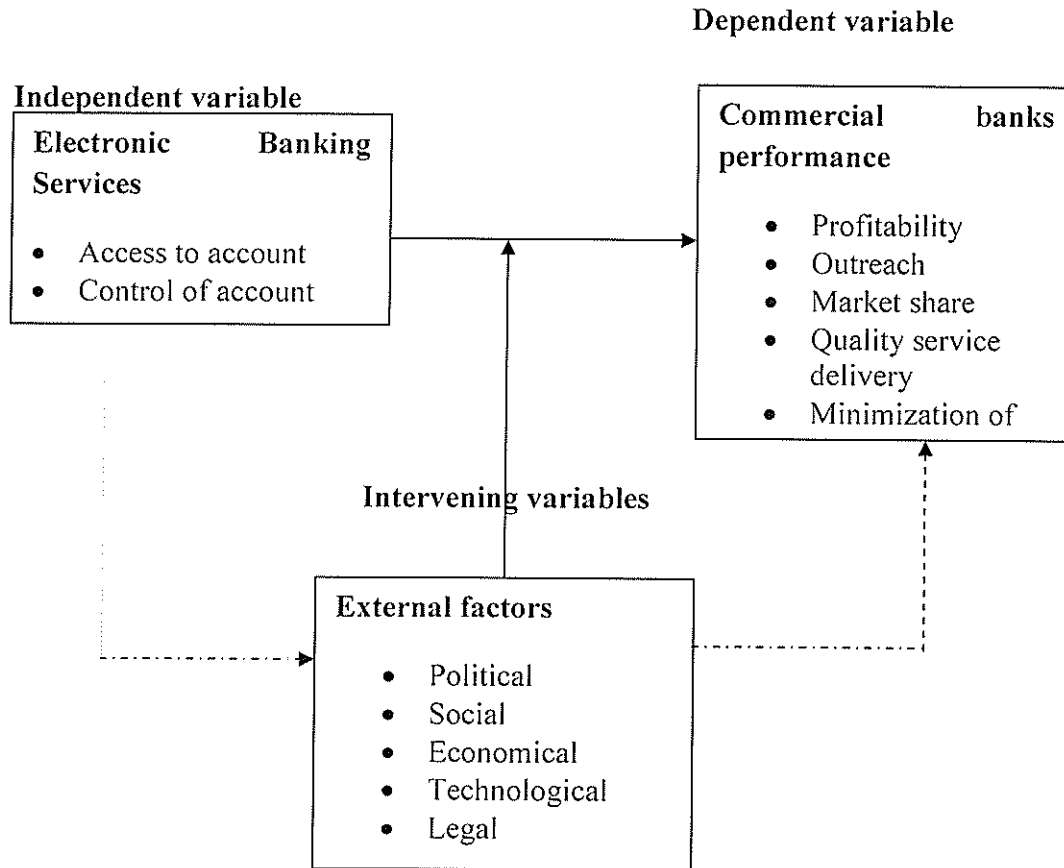 Dependent variable
Independent variable
Electronic Banking
Services
• Access to account
• Control of account
Commercial banks
performance
• Profitability
• Outreach
• Market share
• Quality service
delivery
• Minimization of
Intervening variables
External factors
• Political
• Social
• Economical
• Technological
• Legal